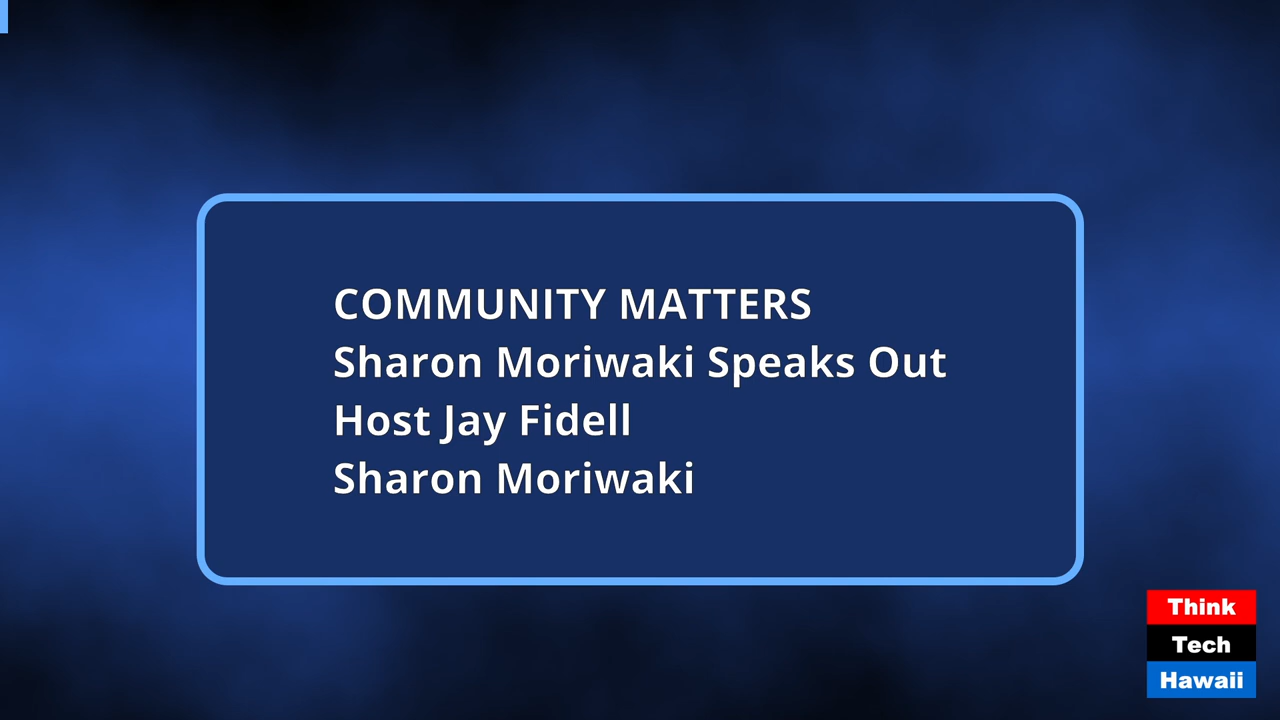 COMMUNITY MATTERS
Sharon Moriwaki Speaks Out
Host Jay Fidell
Sharon Moriwaki
Think
Tech
Hawaii